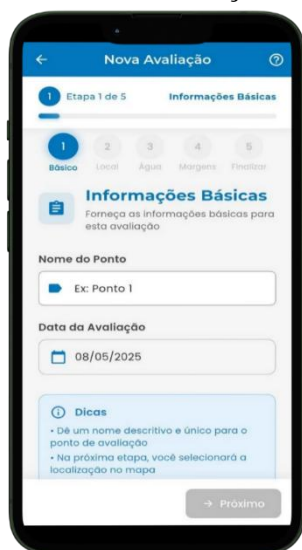 Nova Avaliação
1 Etapa 1 de 5 Informações Básicas
1 2 3 4 5
Básico Local Água Margens Finalizar
Informações Básicas
Forneça as informações básicas para
esta avaliação
Nome do Ponto
Ex: Ponto 1
Data da Avaliação
08/05/2025
Dicas
• Dê um nome descritivo e único para o
ponto de avaliação
• Na próxima etapa, você selecionará a
localização no mapa
→ Próximo